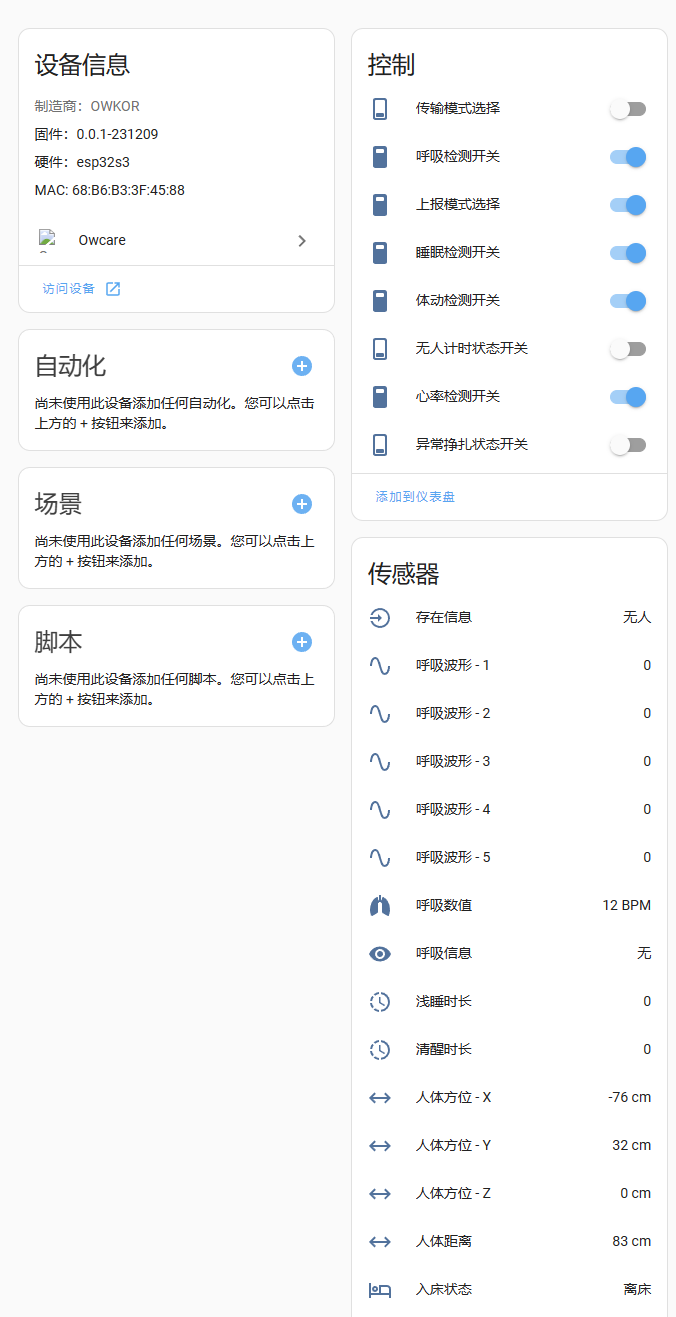 设备信息
制造商：OWKOR
固件：0.0.1-231209
硬件：esp32s3
MAC: 68:B6:B3:3F:45:88
Owcare
访问设备
自动化
尚未使用此设备添加任何自动化。您可以点击
上方的 + 按钮来添加。
场景
尚未使用此设备添加任何场景。您可以点击上
方的 + 按钮来添加。
脚本
尚未使用此设备添加任何脚本。您可以点击上
方的 + 按钮来添加。
控制
传输模式选择
呼吸检测开关
上报模式选择
睡眠检测开关
体动检测开关
无人计时状态开关
心率检测开关
异常挣扎状态开关
添加到仪表盘
传感器
存在信息 无人
呼吸波形 - 1 0
呼吸波形 - 2 0
呼吸波形 - 3 0
呼吸波形 - 4 0
呼吸波形 - 5 0
呼吸数值 12 BPM
呼吸信息 无
浅睡时长 0
清醒时长 0
人体方位 - X -76 cm
人体方位 - Y 32 cm
人体方位 - Z 0 cm
人体距离 83 cm
入床状态 离床